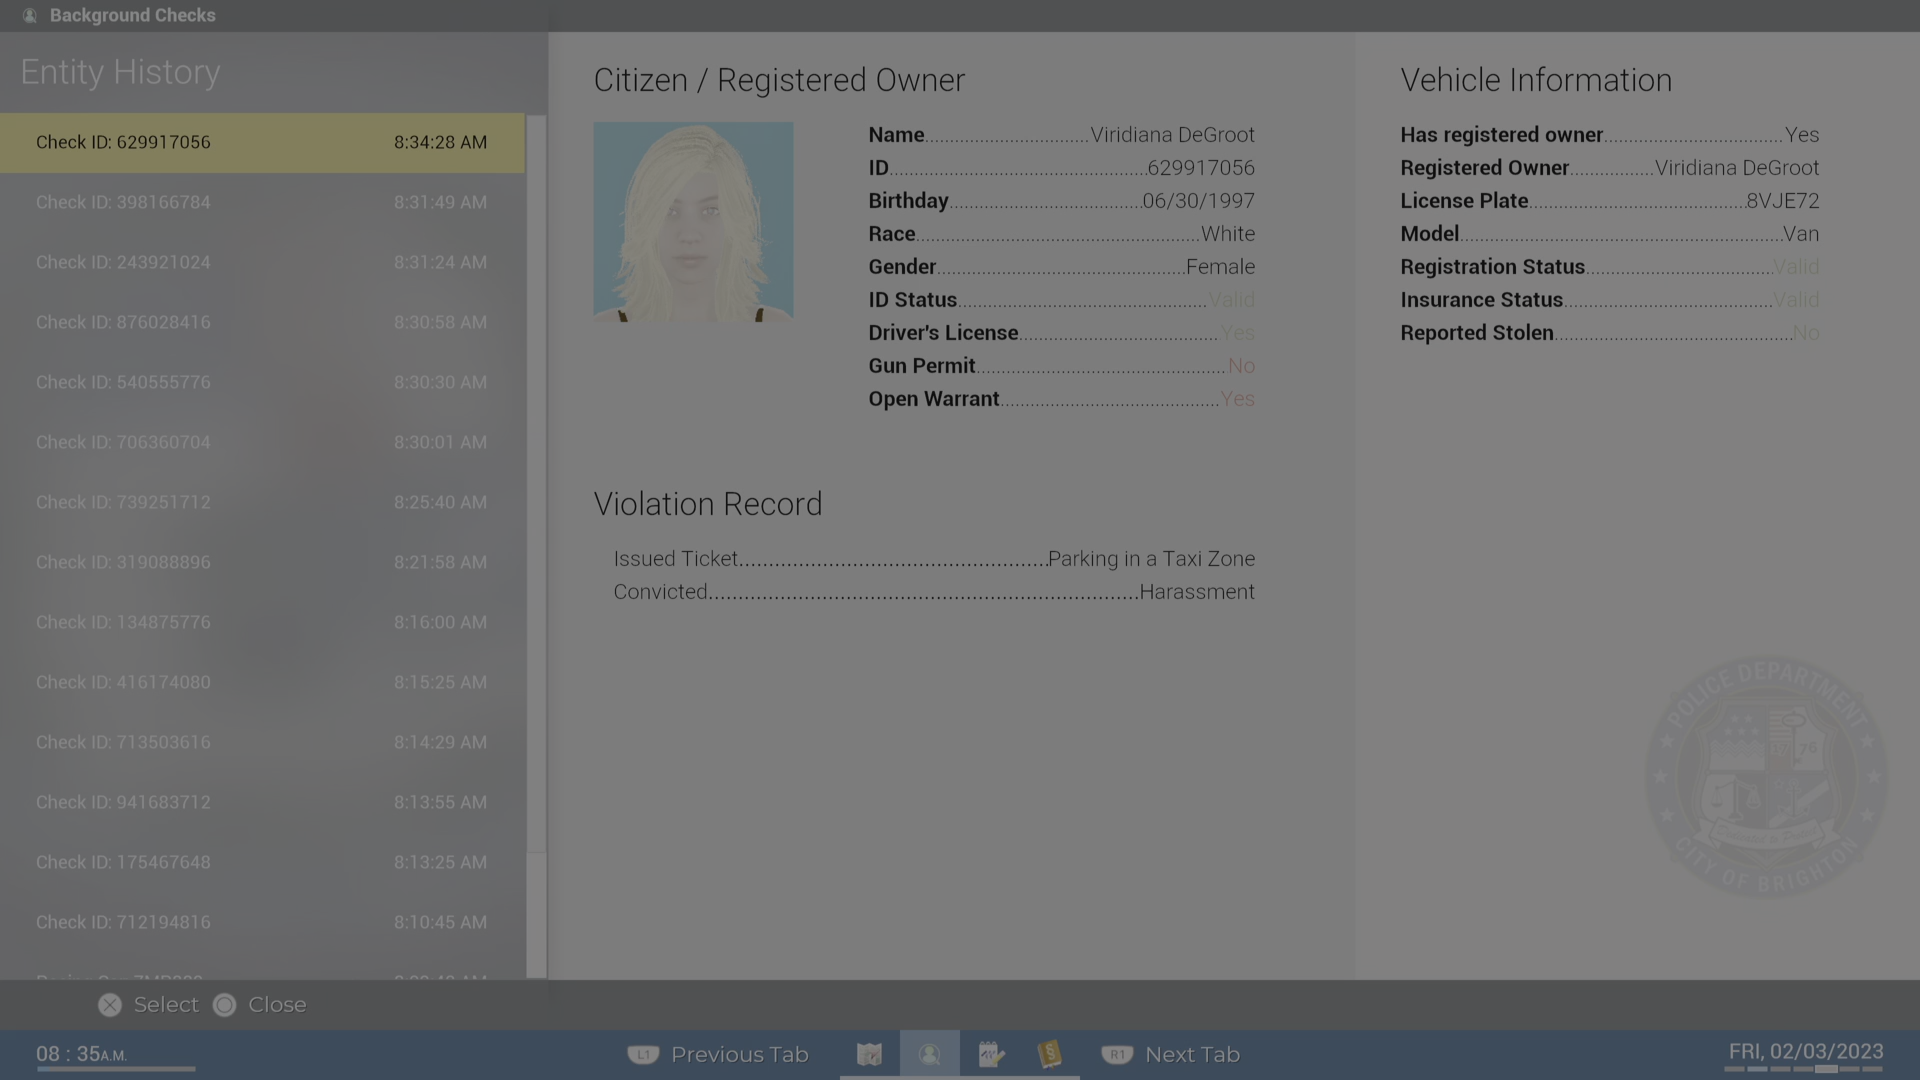 Background Checks
Entity History
Check ID: 629917056 8:34:28 AM
Check ID: 398166784 8:31:49 AM
Check ID: 243921024 8:31:24 AM
Check ID: 876028416 8:30:58 AM
Check ID: 540555776 8:30:30 AM
Check ID: 706360704 8:30:01 AM
Check ID: 739251712 8:25:40 AM
Check ID: 319088896 8:21:58 AM
Check ID: 134875776 8:16:00 AM
Check ID: 416174080 8:15:25 AM
Check ID: 713503616 8:14:29 AM
Check ID: 941683712 8:13:55 AM
Check ID: 175467648 8:13:25 AM
Check ID: 712194816 8:10:45 AM
Citizen / Registered Owner
Name Viridiana DeGroot
ID 629917056
Birthday 06/30/1997
Race White
Gender Female
ID Status Valid
Driver's License Yes
Gun Permit No
Open Warrant Yes
Violation Record
Issued Ticket Parking in a Taxi Zone
Convicted Harassment
Vehicle Information
Has registered owner Yes
Registered Owner Viridiana DeGroot
License Plate 8VJE72
Model Van
Registration Status Valid
Insurance Status Valid
Reported Stolen No
POLICE DEPARTMENT
1776
CITY OF BRIGHTON
Select Close
08 : 35 A.M.
L1 Previous Tab
R1 Next Tab
FRI, 02/03/2023